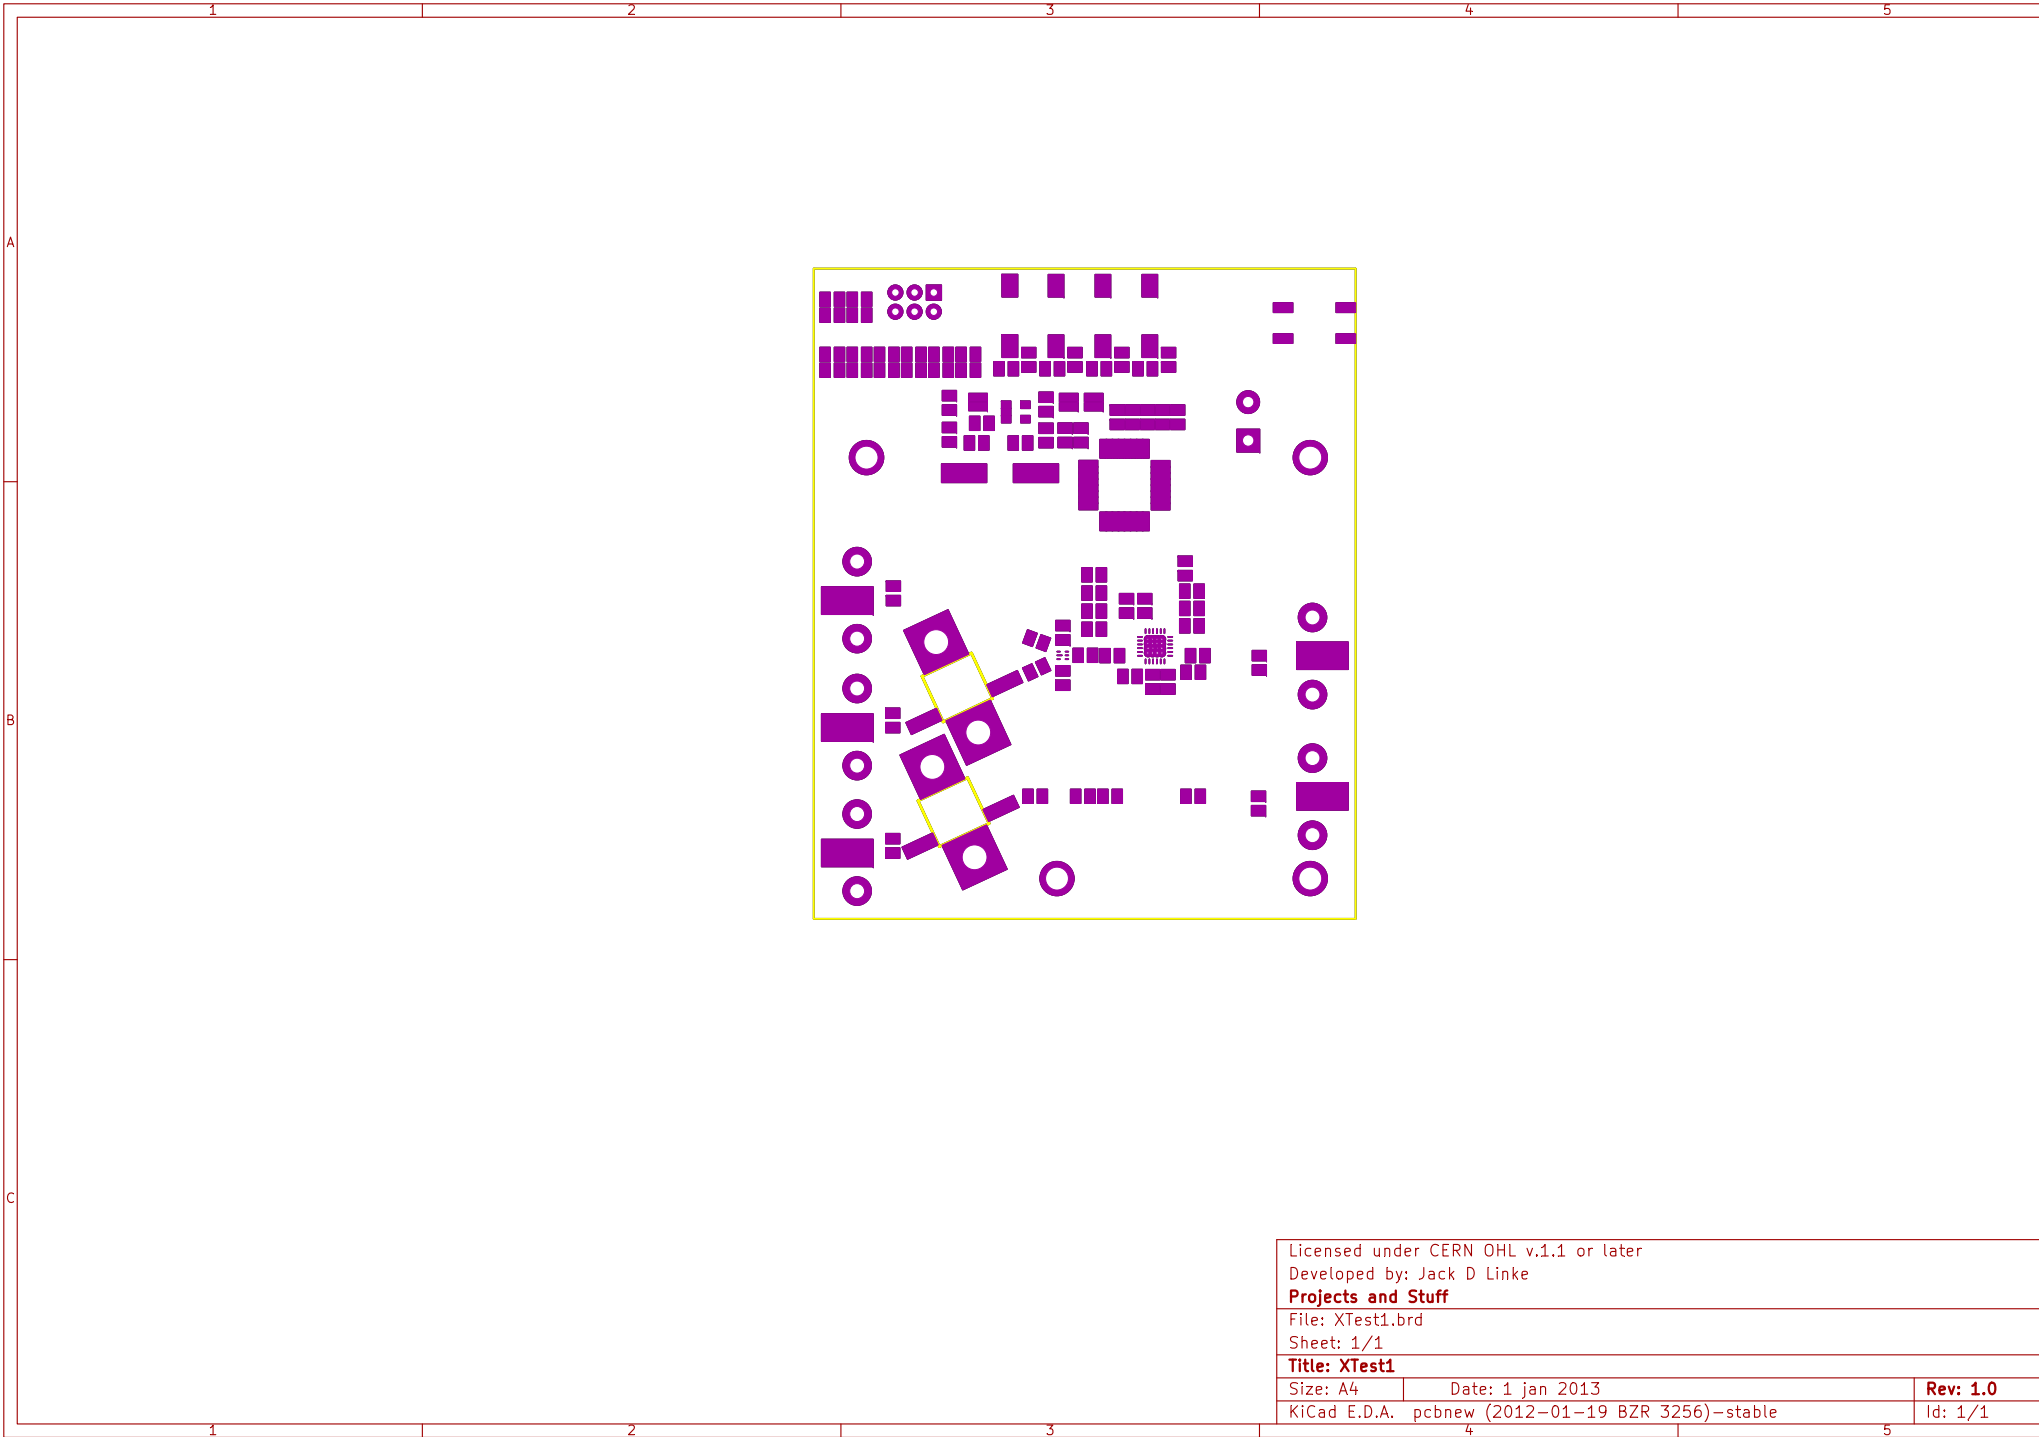 1 2 3 4 5
A
B
C
Licensed under CERN OHL v.1.1 or later
Developed by: Jack D Linke
Projects and Stuff
File: XTest1.brd
Sheet: 1/1
Title: XTest1
Size: A4 Date: 1 jan 2013 Rev: 1.0
KiCad E.D.A. pcbnew (2012-01-19 BZR 3256)-stable Id: 1/1
1 2 3 4 5